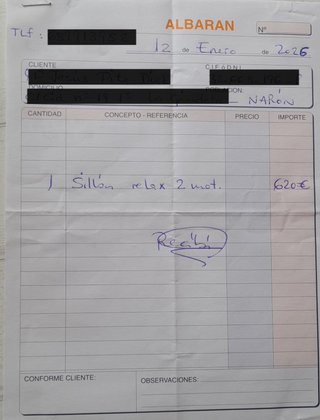 ALBARAN
Nº
TLf:
12 de Enero de 2026
CLIENTE
C.I.F. ó D.N.I.
DOMICILIO
POBLACIÓN
NARÓN
CANTIDAD CONCEPTO - REFERENCIA PRECIO IMPORTE
1 Sillón relax 2 mot. 620€
Recibí
CONFORME CLIENTE:
OBSERVACIONES: